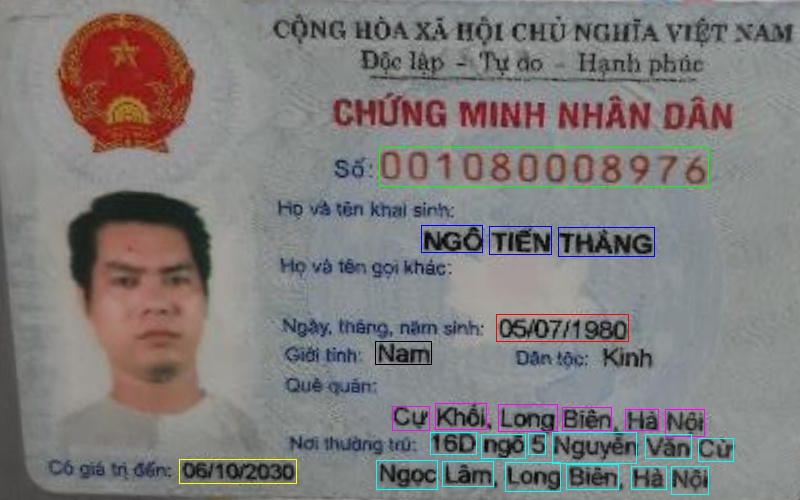 CỘNG HÒA XÃ HỘI CHỦ NGHĨA VIỆT NAM
Độc lập - Tự do - Hạnh phúc
CHỨNG MINH NHÂN DÂN
Số: 001080008976
Họ và tên khai sinh:
NGÔ TIẾN THẮNG
Họ và tên gọi khác:
Ngày, tháng, năm sinh: 05/07/1980
Giới tính: Nam Dân tộc: Kinh
Quê quán:
Cự Khối, Long Biên, Hà Nội
Nơi thường trú: 16D ngõ 5 Nguyễn Văn Cừ
Ngọc Lâm, Long Biên, Hà Nội
Có giá trị đến: 06/10/2030